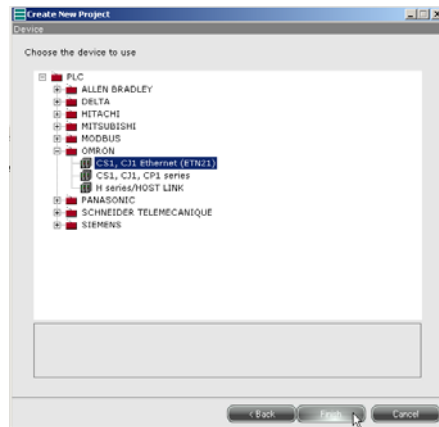 Create New Project
Device
Choose the device to use
PLC
ALLEN BRADLEY
DELTA
HITACHI
MITSUBISHI
MODBUS
OMRON
CS1, CJ1 Ethernet (ETN21)
CS1, CJ1, CP1 series
H series/HOST LINK
PANASONIC
SCHNEIDER TELEMECANIQUE
SIEMENS
< Back Finish Cancel